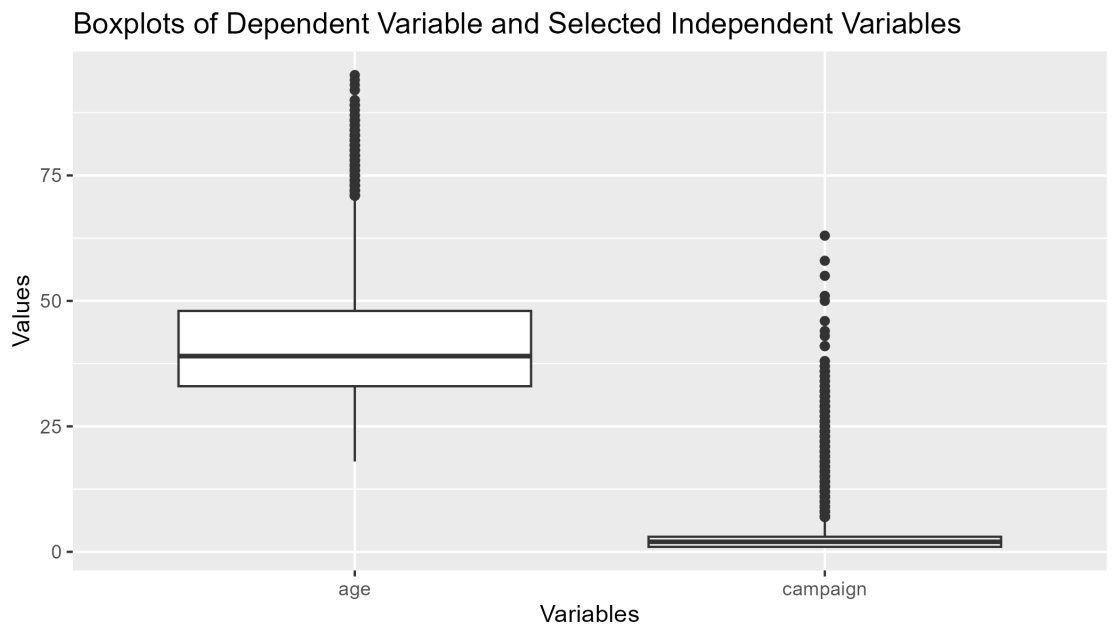 Boxplots of Dependent Variable and Selected Independent Variables
Values
75
50
25
0
age campaign
Variables